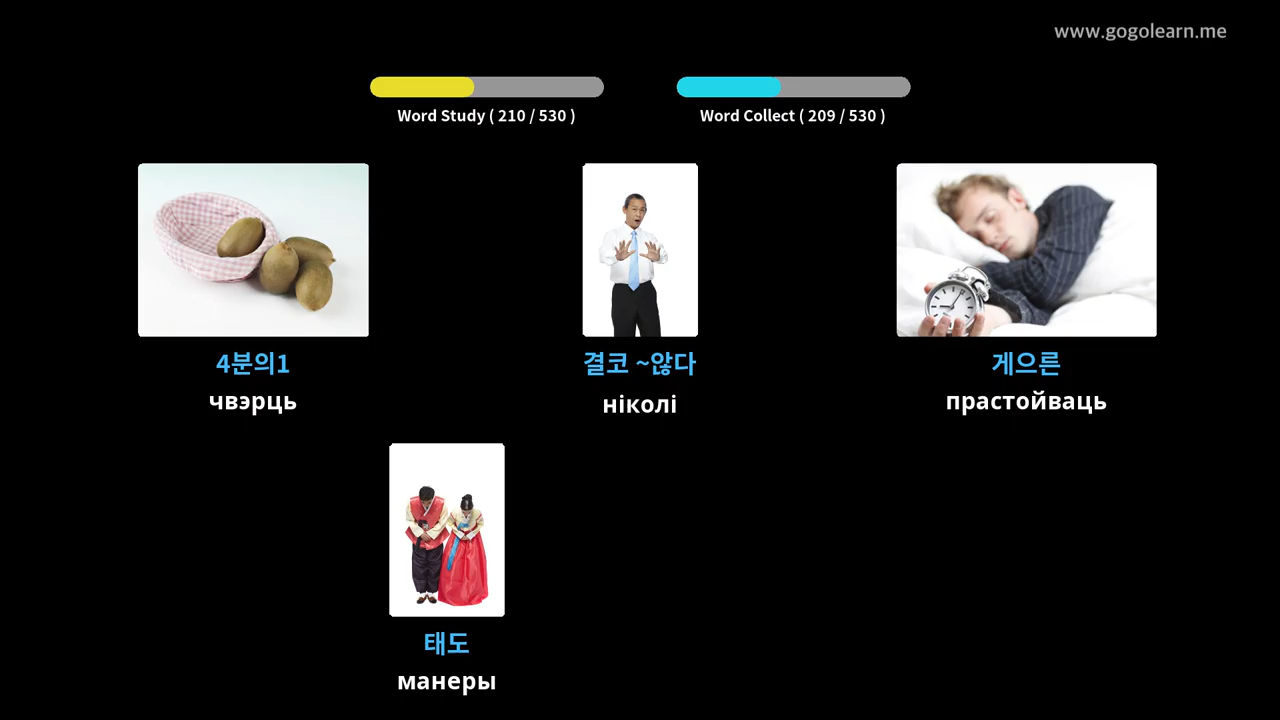 www.gogolearn.me
Word Study ( 210 / 530 )
Word Collect ( 209 / 530 )
4분의1
чвэрць
결코 ~않다
ніколі
게으른
прастойваць
태도
манеры